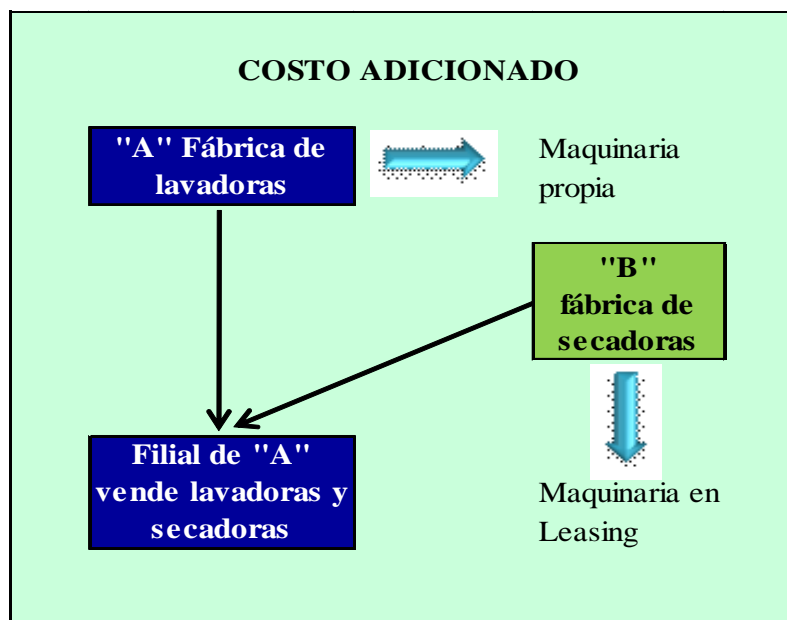 COSTO ADICIONADO
"A" Fábrica de
lavadoras
Maquinaria
propia
"B"
fábrica de
secadoras
Filial de "A"
vende lavadoras y
secadoras
Maquinaria en
Leasing